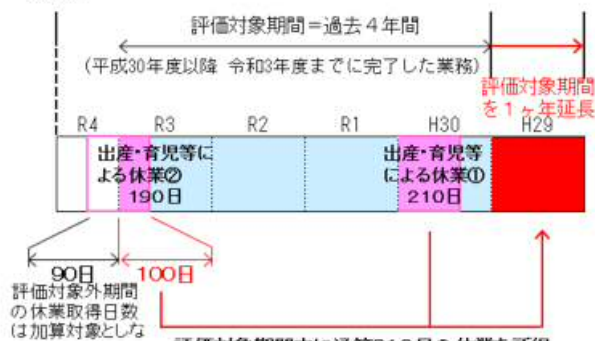 評価対象期間＝過去４年間
(平成30年度以降 令和3年度までに完了した業務)
評価対象期間
を１ヶ年延長
R4 R3 R2 R1 H30 H29
出産・育児等に
よる休業②
190日
出産・育児等
による休業①
210日
90日
100日
評価対象外期間
の休業取得日数
は加算対象としな